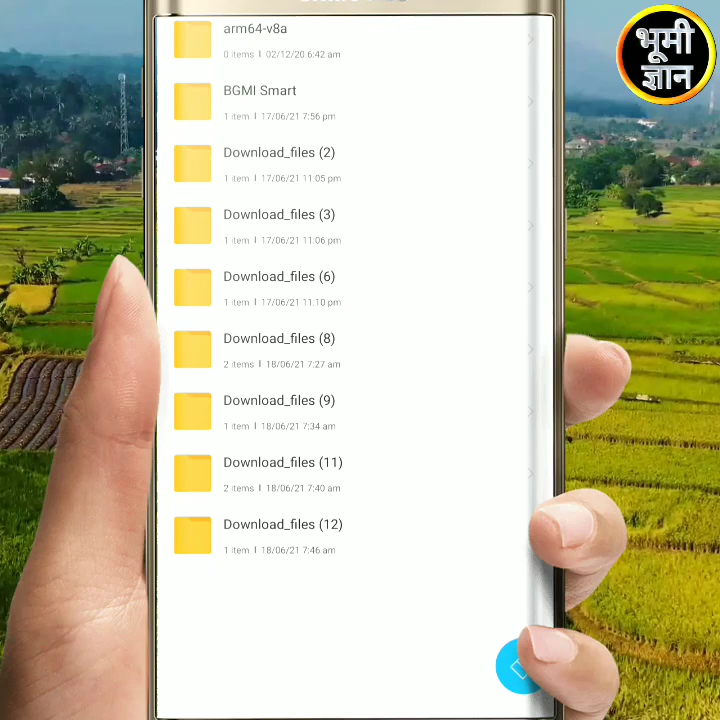 भूमी
ज्ञान
arm64-v8a
0 items | 02/12/20 6:42 am
BGMI Smart
1 item | 17/06/21 7:56 pm
Download_files (2)
1 item | 17/06/21 11:05 pm
Download_files (3)
1 item | 17/06/21 11:06 pm
Download_files (6)
1 item | 17/06/21 11:10 pm
Download_files (8)
2 items | 18/06/21 7:27 am
Download_files (9)
1 item | 18/06/21 7:34 am
Download_files (11)
2 items | 18/06/21 7:40 am
Download_files (12)
1 item | 18/06/21 7:46 am